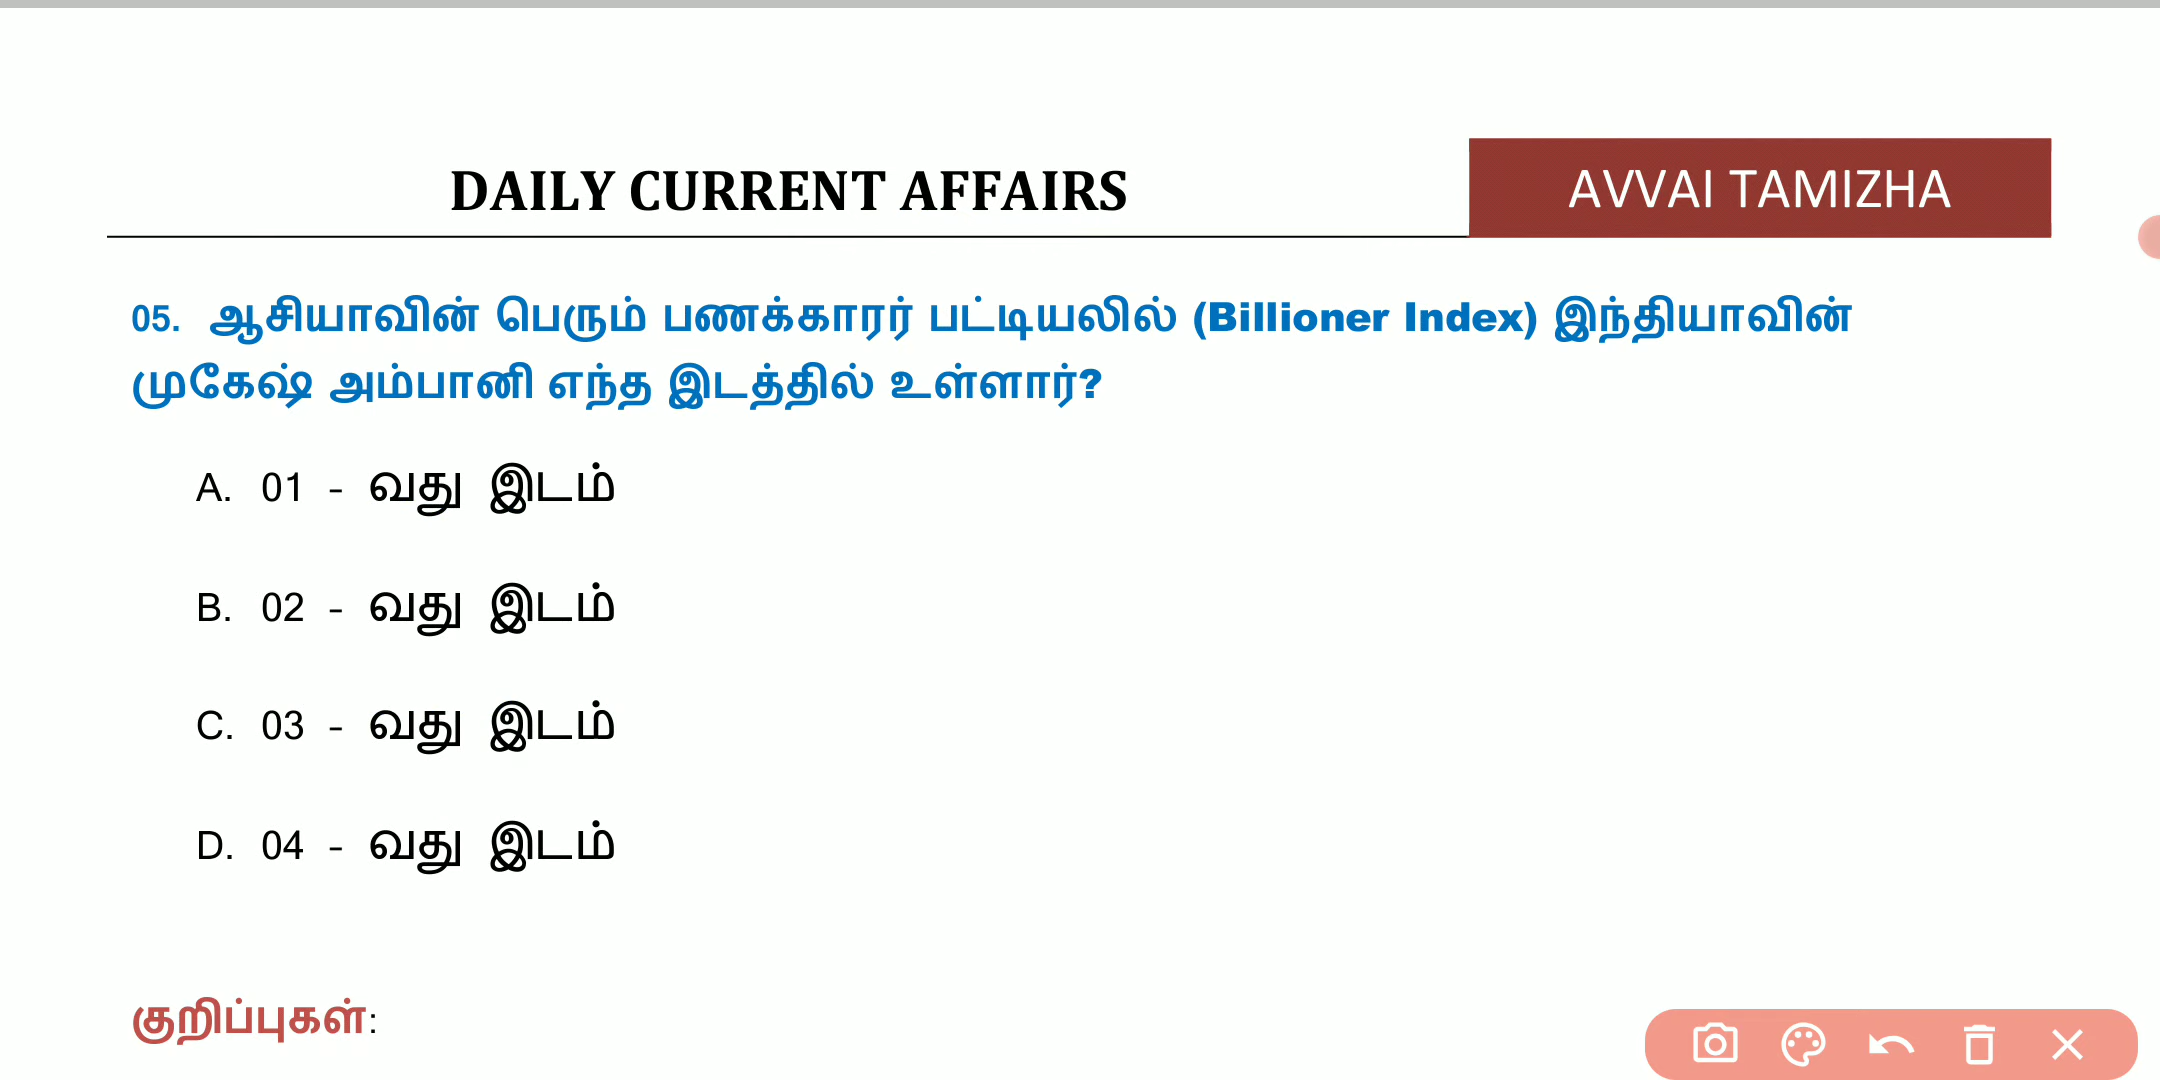 DAILY CURRENT AFFAIRS
AVVAI TAMIZHA
05. ஆசியாவின் பெரும் பணக்காரர் பட்டியலில் (Billioner Index) இந்தியாவின்
முகேஷ் அம்பானி எந்த இடத்தில் உள்ளார்?
A. 01 - வது இடம்
B. 02 - வது இடம்
C. 03 - வது இடம்
D. 04 - வது இடம்
குறிப்புகள்: